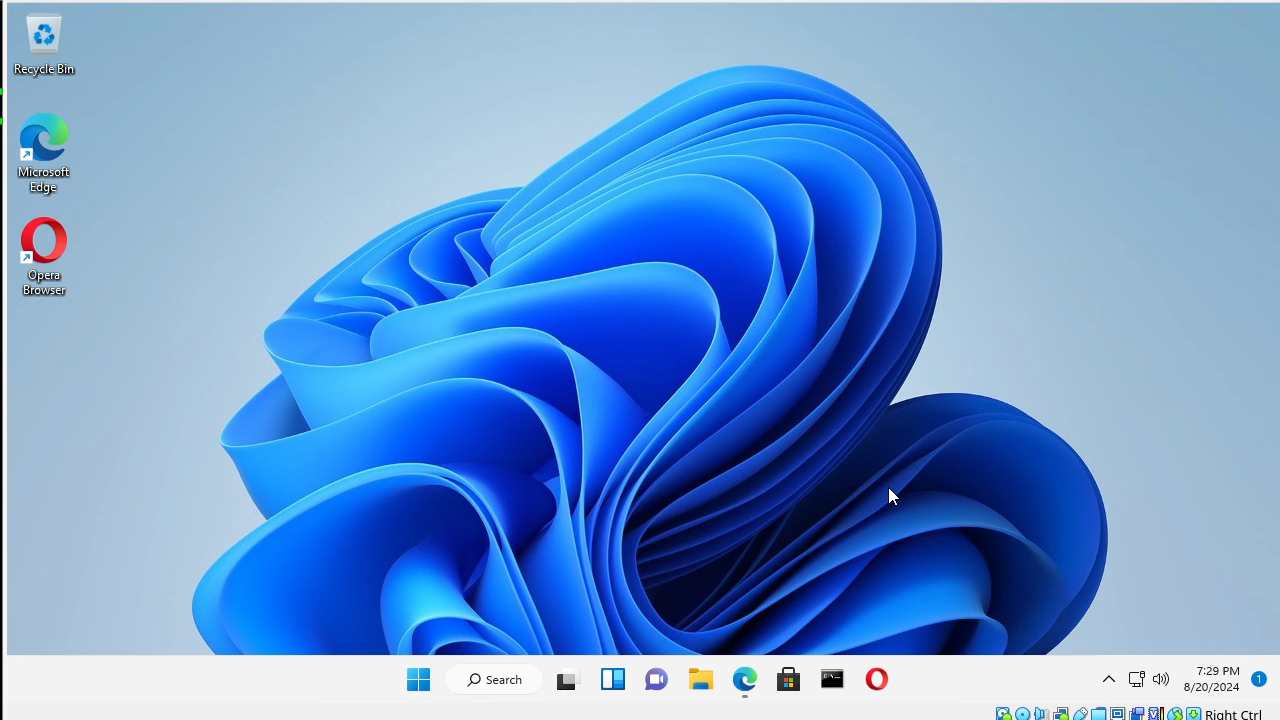 Recycle Bin
Microsoft
Edge
Opera
Browser
Search
7:29 PM
8/20/2024
1
Right Ctrl